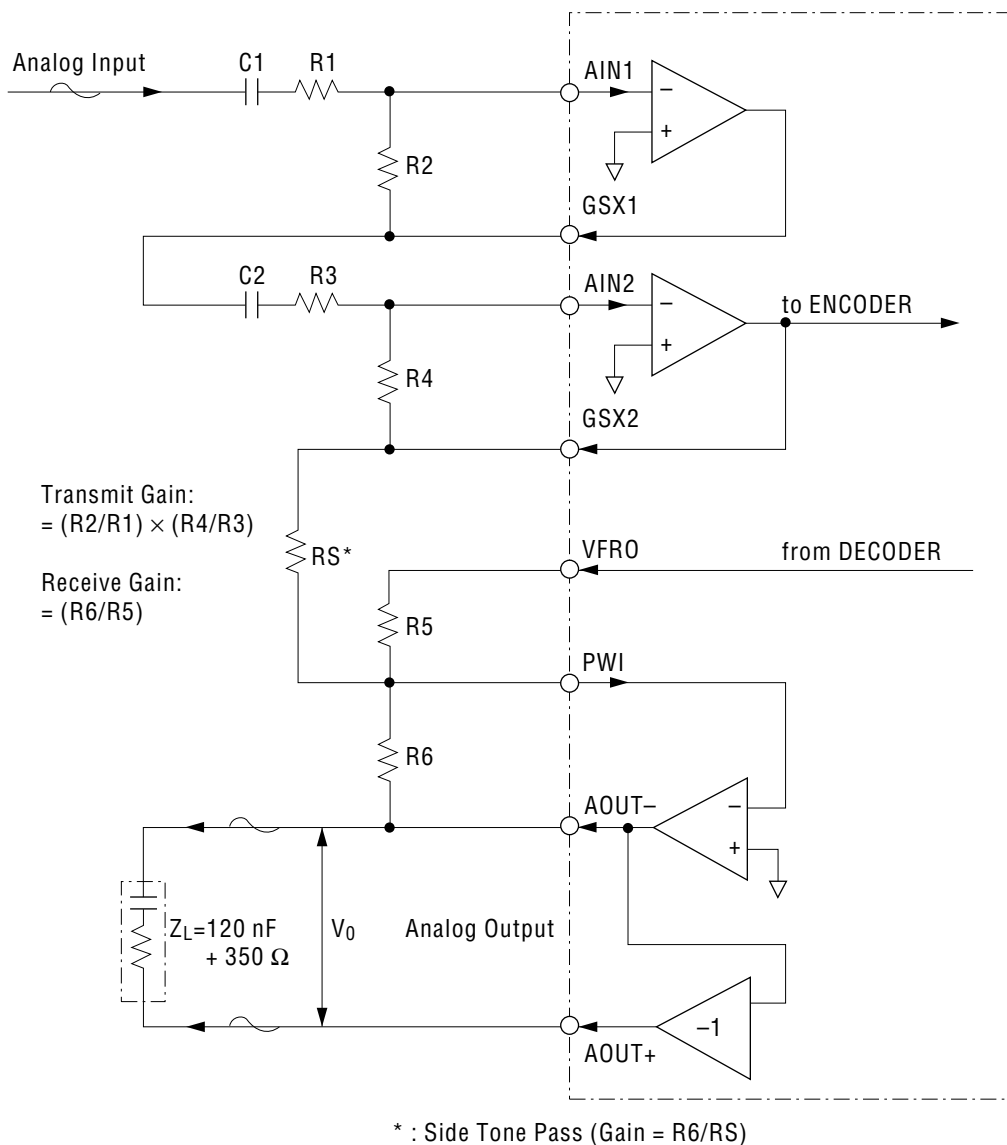 Analog Input
C1
R1
AIN1
−
+
R2
GSX1
C2
R3
AIN2
−
to ENCODER
+
R4
GSX2
Transmit Gain:
= (R2/R1) × (R4/R3)
RS*
VFRO
from DECODER
Receive Gain:
= (R6/R5)
R5
PWI
R6
AOUT−
−
+
ZL=120 nF
+ 350 Ω
V0
Analog Output
−1
AOUT+
* : Side Tone Pass (Gain = R6/RS)